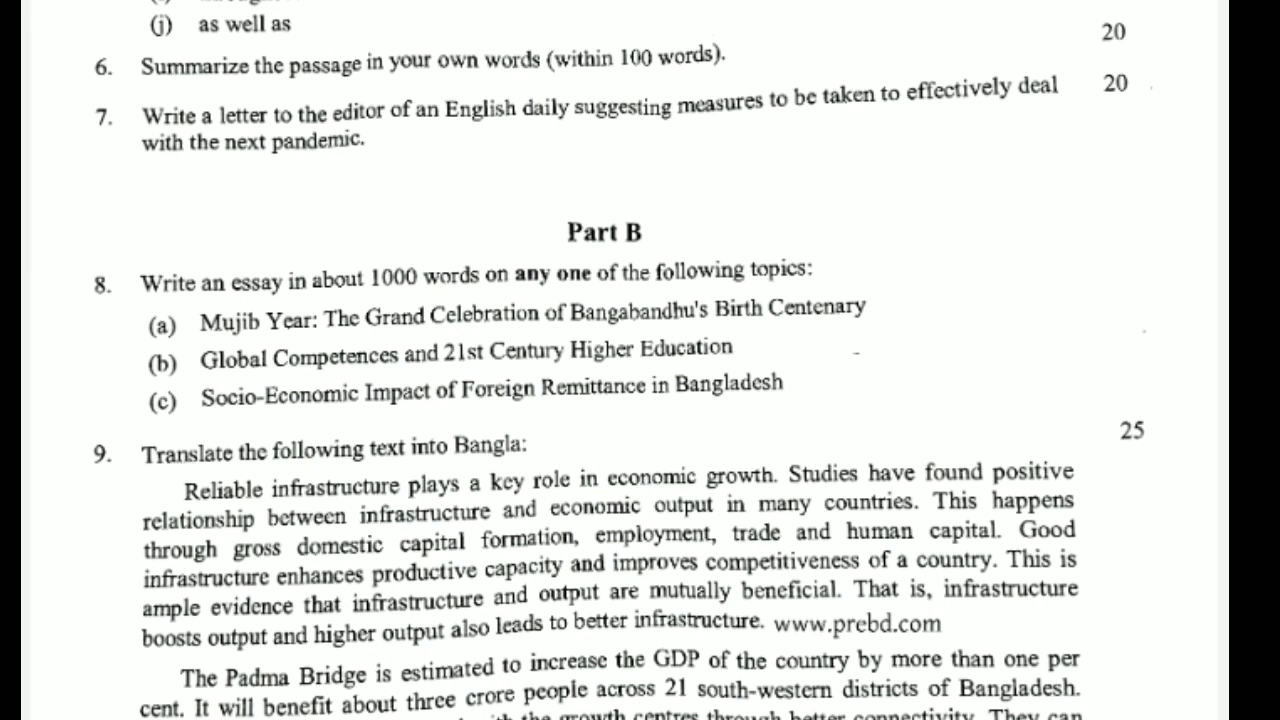 (j) as well as
20
6. Summarize the passage in your own words (within 100 words).
7. Write a letter to the editor of an English daily suggesting measures to be taken to effectively deal 20
with the next pandemic.
Part B
8. Write an essay in about 1000 words on any one of the following topics:
(a) Mujib Year: The Grand Celebration of Bangabandhu's Birth Centenary
(b) Global Competences and 21st Century Higher Education
(c) Socio-Economic Impact of Foreign Remittance in Bangladesh
9. Translate the following text into Bangla: 25
Reliable infrastructure plays a key role in economic growth. Studies have found positive
relationship between infrastructure and economic output in many countries. This happens
through gross domestic capital formation, employment, trade and human capital. Good
infrastructure enhances productive capacity and improves competitiveness of a country. This is
ample evidence that infrastructure and output are mutually beneficial. That is, infrastructure
boosts output and higher output also leads to better infrastructure. www.prebd.com
The Padma Bridge is estimated to increase the GDP of the country by more than one per
cent. It will benefit about three crore people across 21 south-western districts of Bangladesh.
the growth centres through better connectivity. They can